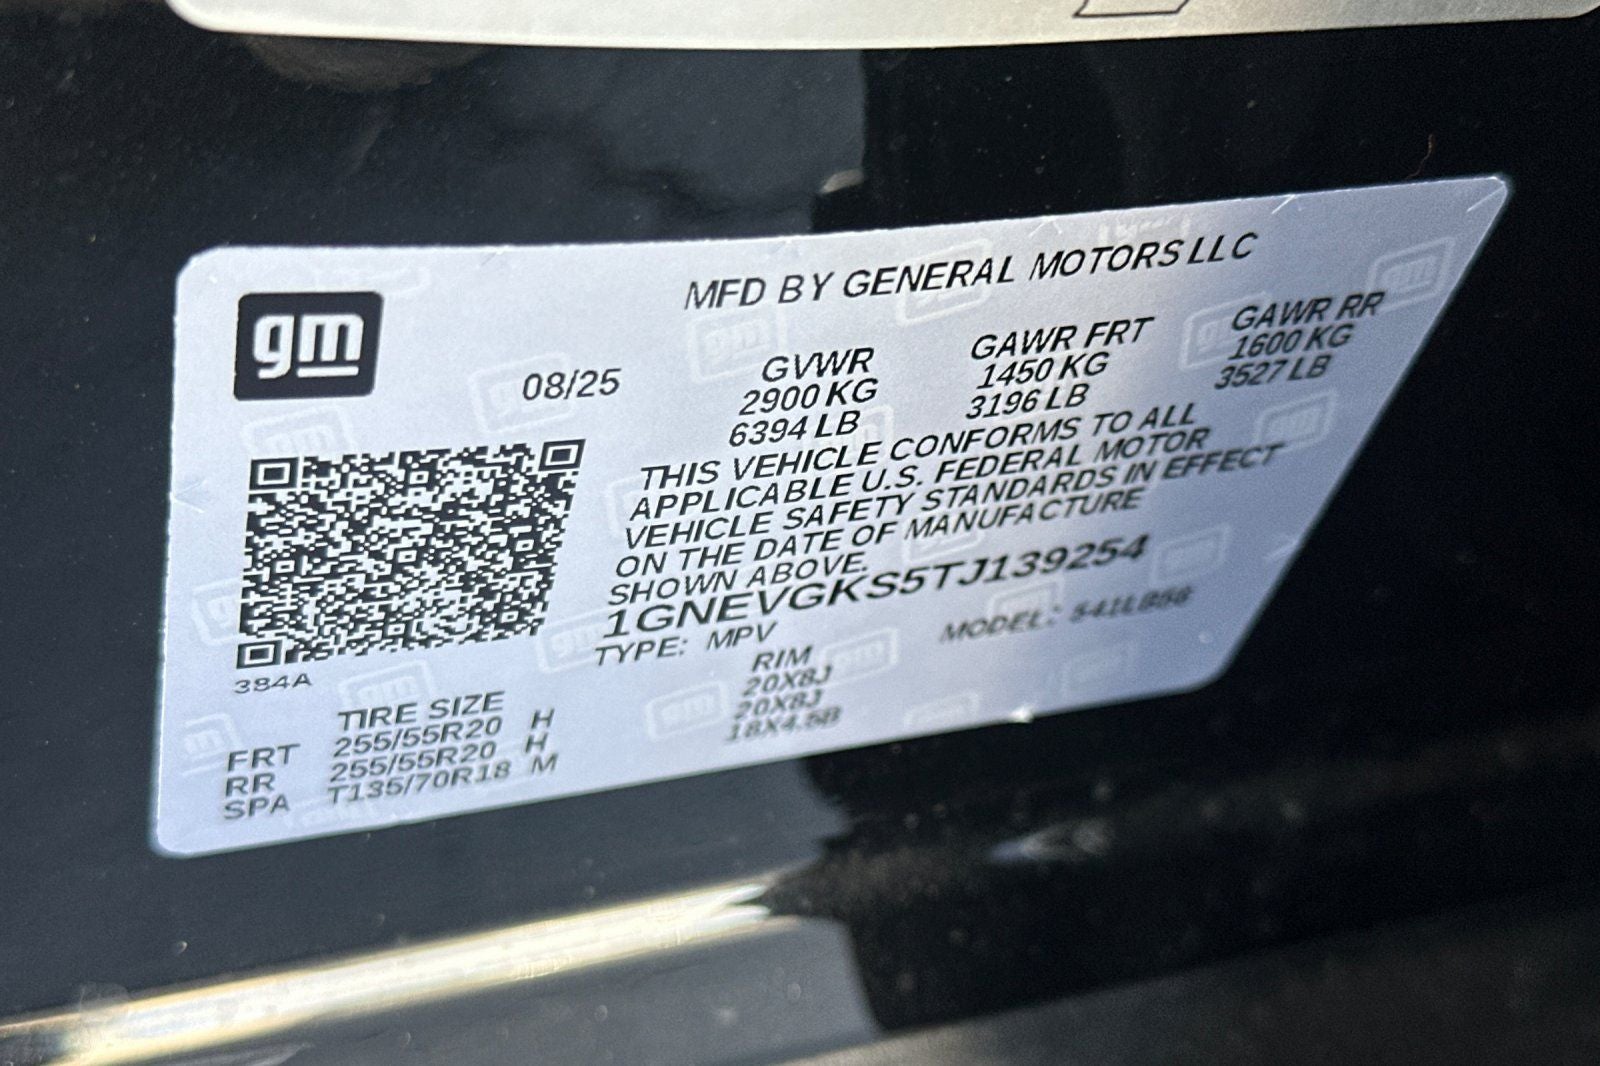 gm
MFD BY GENERAL MOTORS LLC
08/25
GVWR GAWR FRT GAWR RR
2900 KG 1450 KG 1600 KG
6394 LB 3196 LB 3527 LB
THIS VEHICLE CONFORMS TO ALL
APPLICABLE U.S. FEDERAL MOTOR
VEHICLE SAFETY STANDARDS IN EFFECT
ON THE DATE OF MANUFACTURE
SHOWN ABOVE.
1GNEVGKS5TJ139254
TYPE: MPV MODEL:
384A
TIRE SIZE RIM
FRT 255/55R20 H 20X8J
RR 255/55R20 H 20X8J
SPA T135/70R18 M 18X4.5B